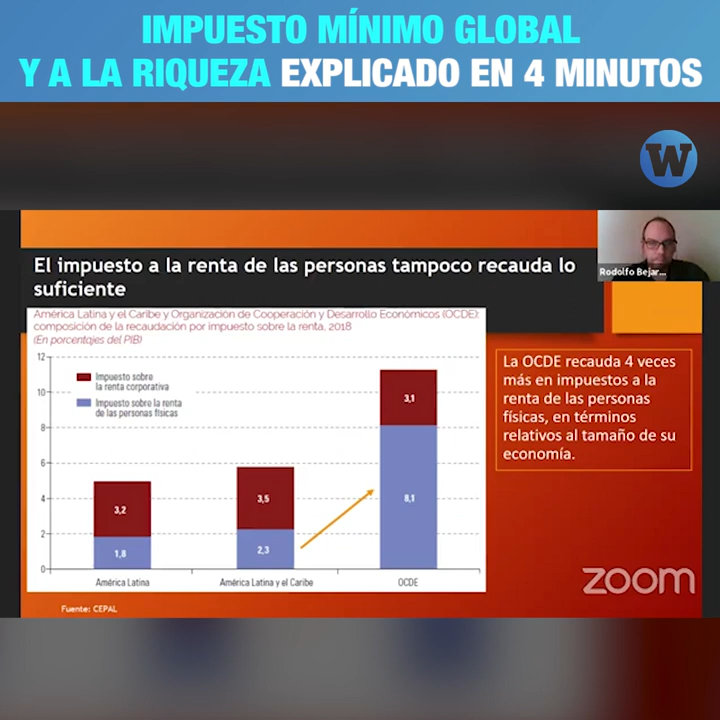 IMPUESTO MÍNIMO GLOBAL
Y A LA RIQUEZA EXPLICADO EN 4 MINUTOS
W
Rodolfo Bejar...
El impuesto a la renta de las personas tampoco recauda lo
suficiente
América Latina y el Caribe y Organización de Cooperación y Desarrollo Económicos (OCDE):
composición de la recaudación por impuesto sobre la renta, 2018
(En porcentajes del PIB)
12
10
8
6
4
2
0
Impuesto sobre
la renta corporativa
Impuesto sobre la renta
de las personas físicas
3,2
1,8
3,5
2,3
3,1
8,1
América Latina
América Latina y el Caribe
OCDE
La OCDE recauda 4 veces
más en impuestos a la
renta de las personas
físicas, en términos
relativos al tamaño de su
economía.
Fuente: CEPAL
zoom